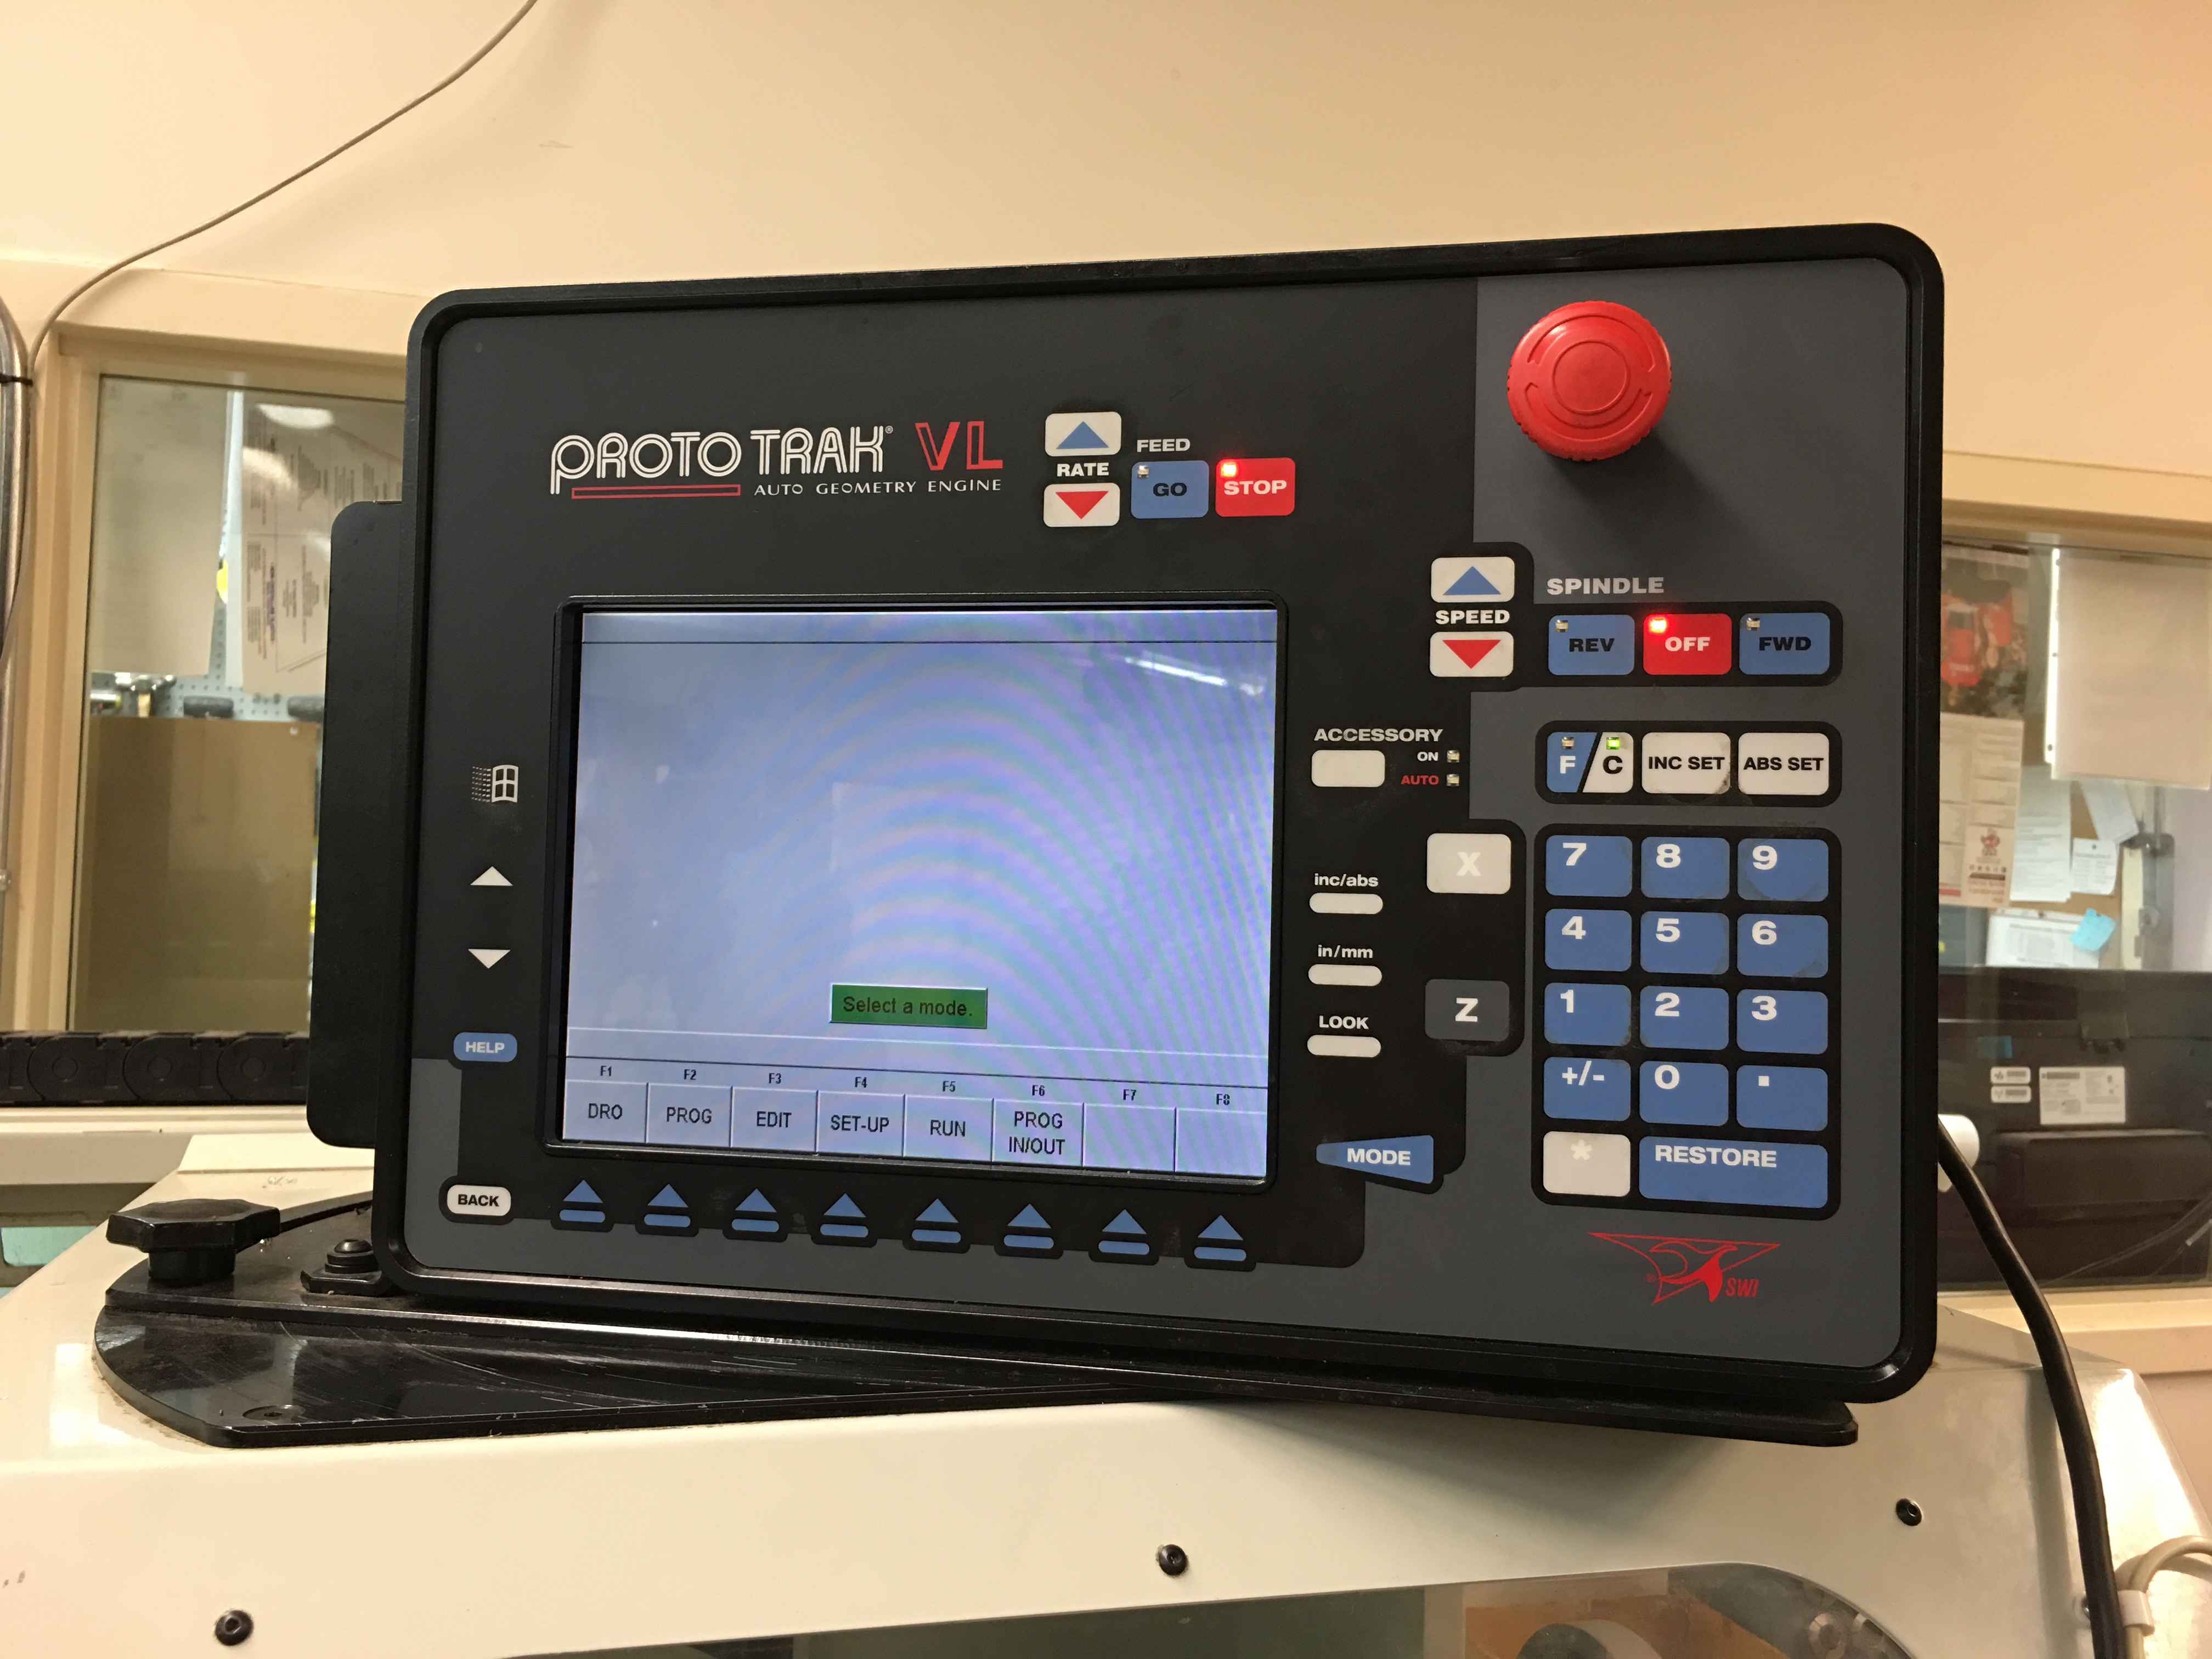 PROTO TRAK® VL
AUTO GEOMETRY ENGINE
FEED
RATE
GO
STOP
SPEED
SPINDLE
REV
OFF
FWD
ACCESSORY
ON
AUTO
F/C
INC SET
ABS SET
inc/abs
in/mm
LOOK
X
Z
7
8
9
4
5
6
1
2
3
+/-
0
.
*
RESTORE
MODE
Select a mode.
F1
F2
F3
F4
F5
F6
F7
F8
DRO
PROG
EDIT
SET-UP
RUN
PROG
IN/OUT
HELP
BACK
® SWI